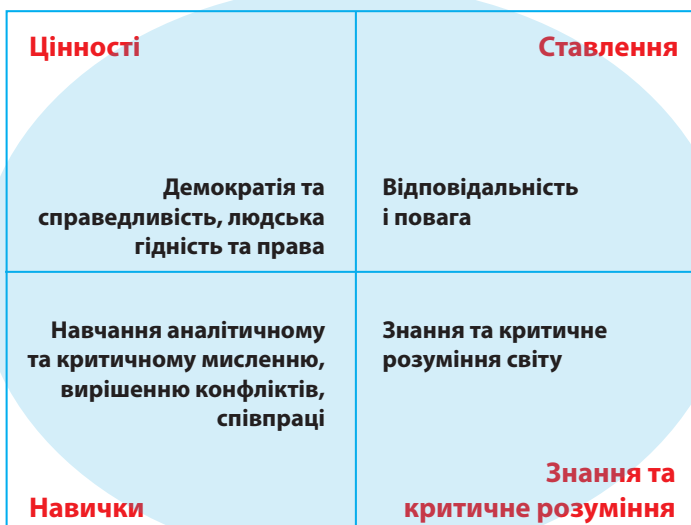 Цінності
Ставлення
Демократія та
справедливість, людська
гідність та права
Відповідальність
і повага
Навчання аналітичному
та критичному мисленню,
вирішенню конфліктів,
співпраці
Знання та критичне
розуміння світу
Навички
Знання та
критичне розуміння